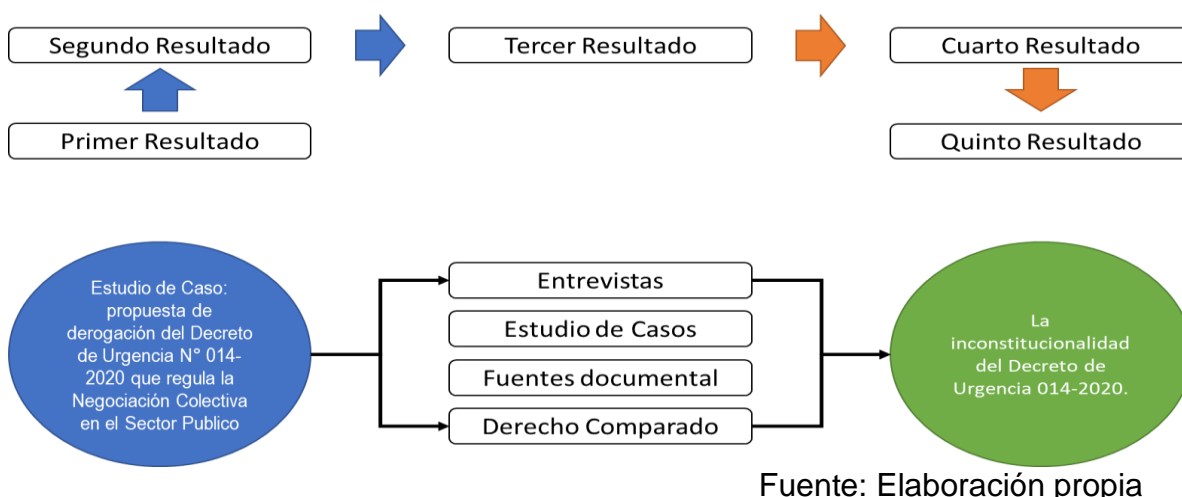 Segundo Resultado
Tercer Resultado
Cuarto Resultado
Primer Resultado
Quinto Resultado
Estudio de Caso:
propuesta de
derogación del Decreto
de Urgencia N° 014-
2020 que regula la
Negociación Colectiva
en el Sector Publico
Entrevistas
Estudio de Casos
Fuentes documental
Derecho Comparado
La
inconstitucionalidad
del Decreto de
Urgencia 014-2020.
Fuente: Elaboración propia